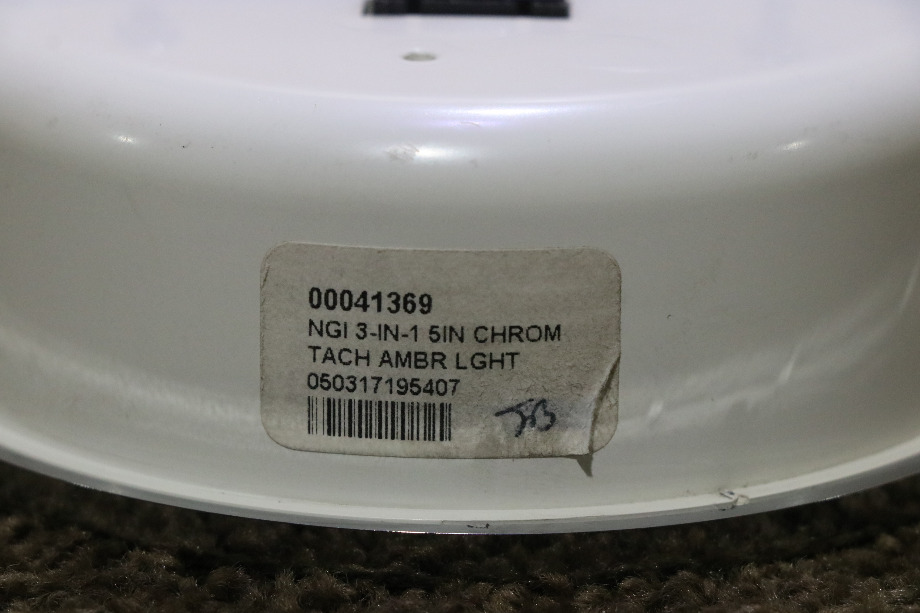 00041369
NGI 3-IN-1 5IN CHROM
TACH AMBR LGHT
050317195407